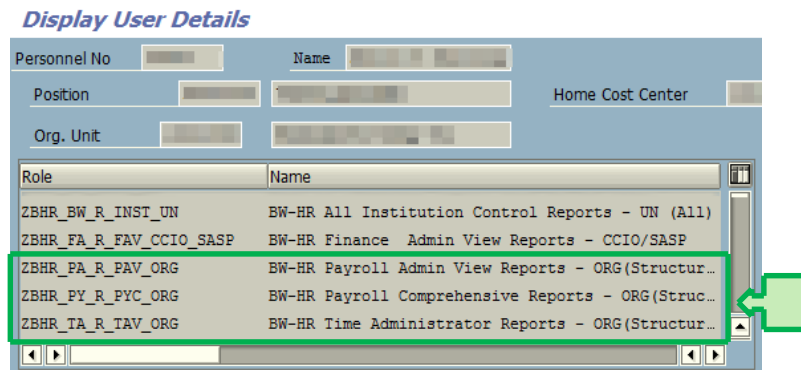 Display User Details
Personnel No Name
Position Home Cost Center
Org. Unit
Role Name
ZBHR_BW_R_INST_UN BW-HR All Institution Control Reports - UN (All)
ZBHR_FA_R_FAV_CCIO_SASP BW-HR Finance  Admin View Reports - CCIO/SASP
ZBHR_PA_R_PAV_ORG BW-HR Payroll Admin View Reports - ORG(Structur...
ZBHR_PY_R_PYC_ORG BW-HR Payroll Comprehensive Reports - ORG(Struc...
ZBHR_TA_R_TAV_ORG BW-HR Time Administrator Reports - ORG(Structur...